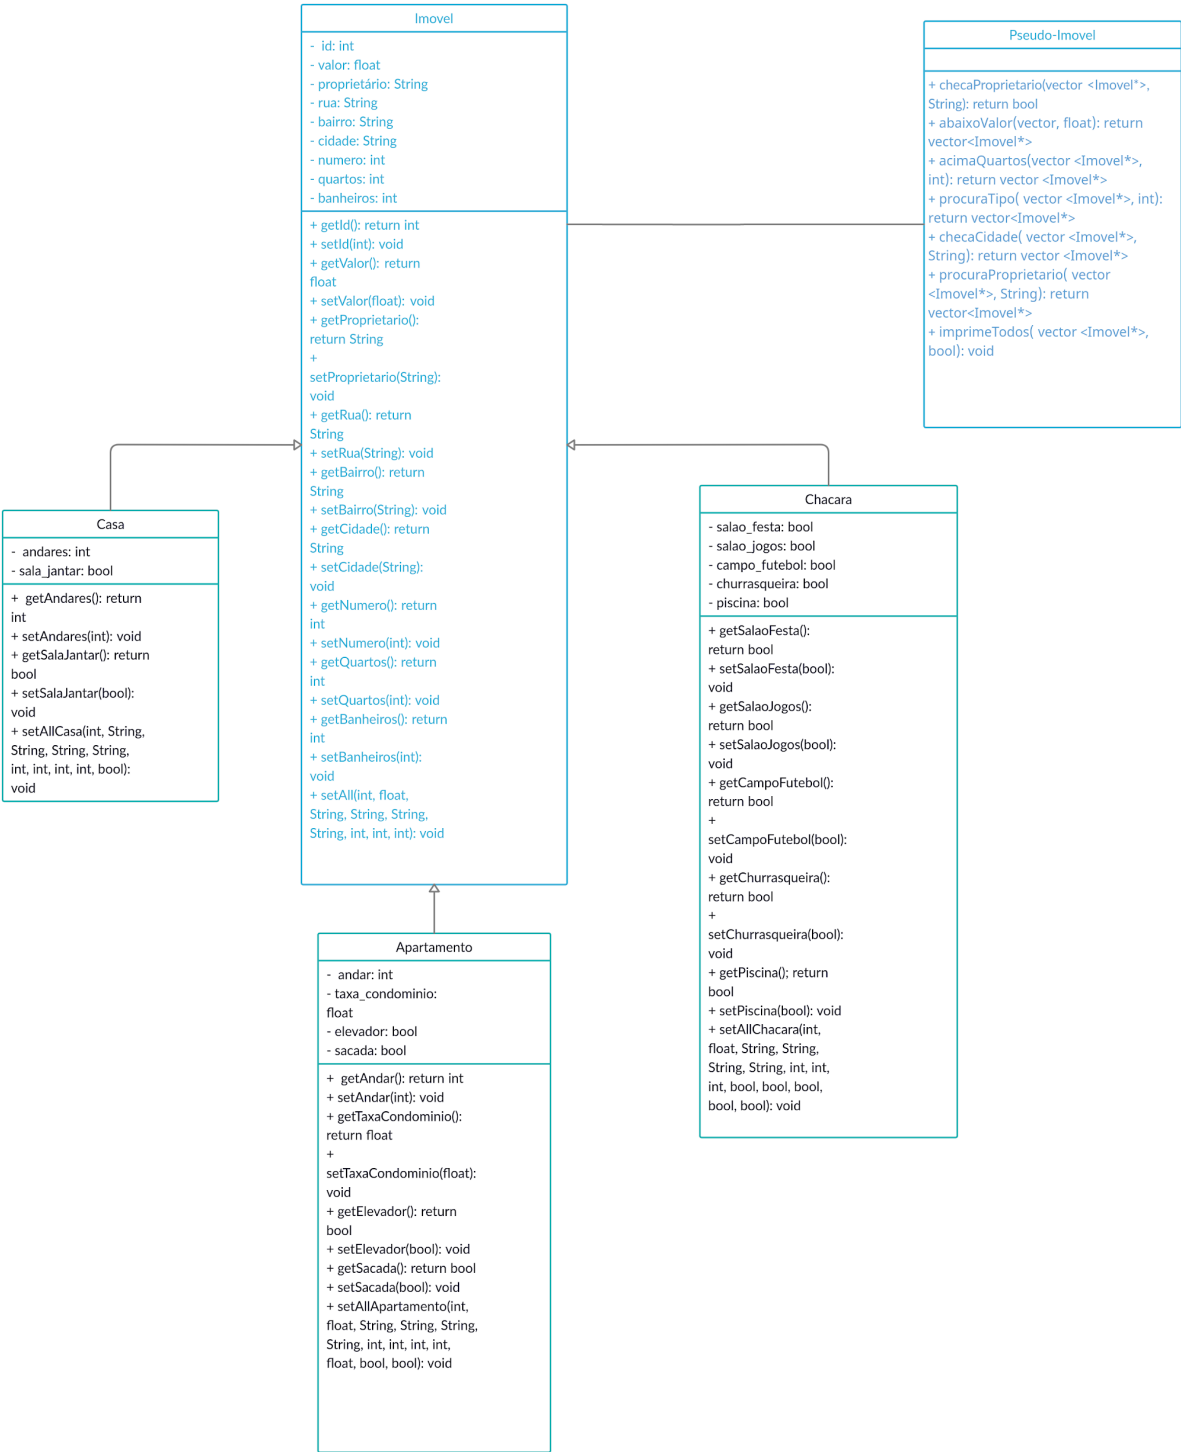 Imovel
- id: int
- valor: float
- proprietário: String
- rua: String
- bairro: String
- cidade: String
- numero: int
- quartos: int
- banheiros: int
+ getId(): return int
+ setId(int): void
+ getValor(): return
float
+ setValor(float): void
+ getProprietario():
return String
+
setProprietario(String):
void
+ getRua(): return
String
+ setRua(String): void
+ getBairro(): return
String
+ setBairro(String): void
+ getCidade(): return
String
+ setCidade(String):
void
+ getNumero(): return
int
+ setNumero(int): void
+ getQuartos(): return
int
+ setQuartos(int): void
+ getBanheiros(): return
int
+ setBanheiros(int):
void
+ setAll(int, float,
String, String, String,
String, int, int, int): void
Pseudo-Imovel
+ checaProprietario(vector <Imovel*>,
String): return bool
+ abaixoValor(vector, float): return
vector<Imovel*>
+ acimaQuartos(vector <Imovel*>,
int): return vector <Imovel*>
+ procuraTipo( vector <Imovel*>, int):
return vector<Imovel*>
+ checaCidade( vector <Imovel*>,
String): return vector <Imovel*>
+ procuraProprietario( vector
<Imovel*>, String): return
vector<Imovel*>
+ imprimeTodos( vector <Imovel*>,
bool): void
Casa
- andares: int
- sala_jantar: bool
+ getAndares(): return
int
+ setAndares(int): void
+ getSalaJantar(): return
bool
+ setSalaJantar(bool):
void
+ setAllCasa(int, String,
String, String, String,
int, int, int, int, bool):
void
Chacara
- salao_festa: bool
- salao_jogos: bool
- campo_futebol: bool
- churrasqueira: bool
- piscina: bool
+ getSalaoFesta():
return bool
+ setSalaoFesta(bool):
void
+ getSalaoJogos():
return bool
+ setSalaoJogos(bool):
void
+ getCampoFutebol():
return bool
+
setCampoFutebol(bool):
void
+ getChurrasqueira():
return bool
+
setChurrasqueira(bool):
void
+ getPiscina(); return
bool
+ setPiscina(bool): void
+ setAllChacara(int,
float, String, String,
String, String, int, int,
int, bool, bool, bool,
bool, bool): void
Apartamento
- andar: int
- taxa_condominio:
float
- elevador: bool
- sacada: bool
+ getAndar(): return int
+ setAndar(int): void
+ getTaxaCondominio():
return float
+
setTaxaCondominio(float):
void
+ getElevador(): return
bool
+ setElevador(bool): void
+ getSacada(): return bool
+ setSacada(bool): void
+ setAllApartamento(int,
float, String, String, String,
String, int, int, int, int,
float, bool, bool): void